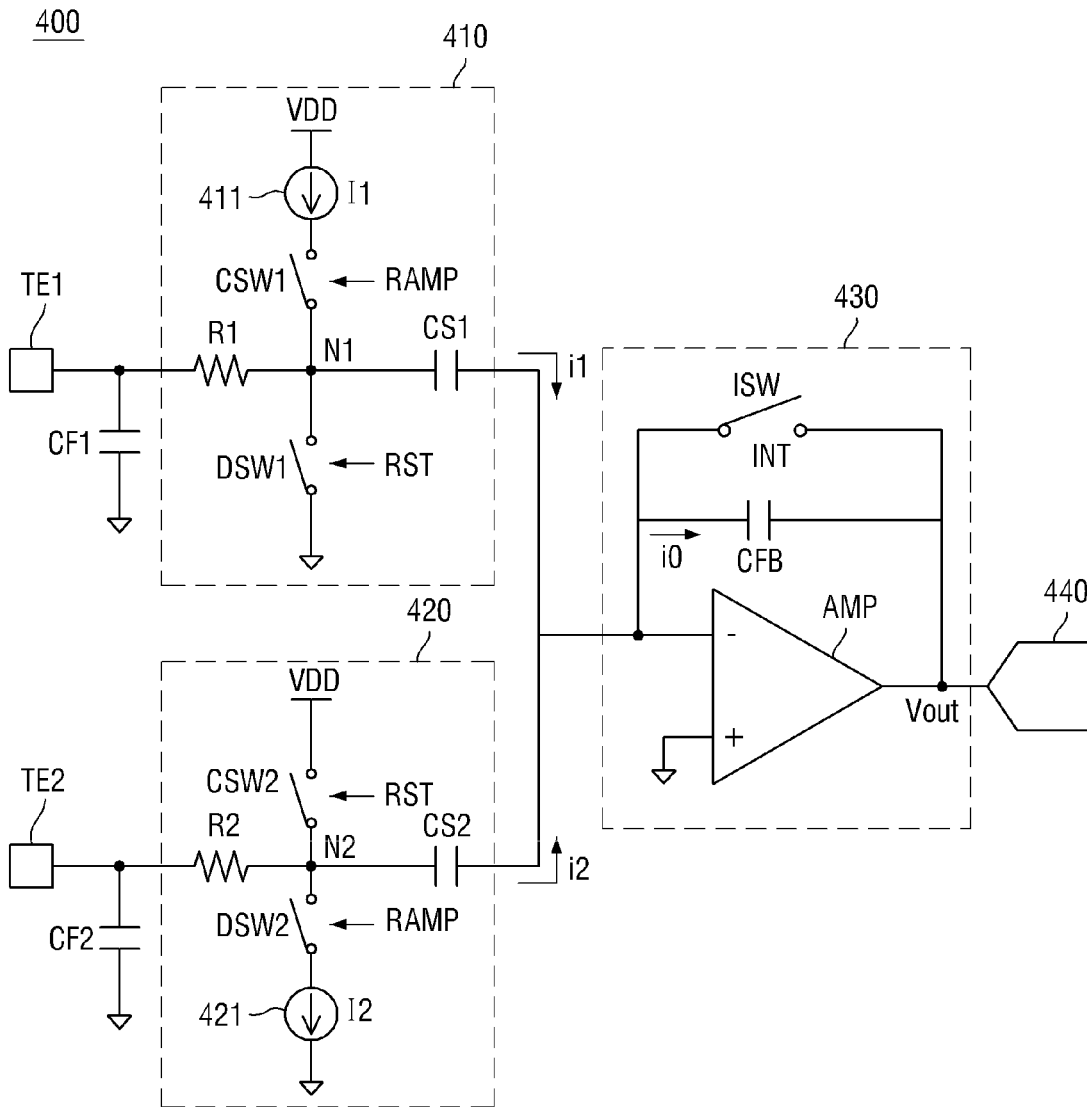 400
410
VDD
411
I1
CSW1
RAMP
TE1
R1
N1
CS1
i1
CF1
DSW1
RST
430
ISW
INT
i0
CFB
AMP
440
-
+
Vout
420
VDD
TE2
CSW2
RST
R2
N2
CS2
i2
CF2
DSW2
RAMP
421
I2